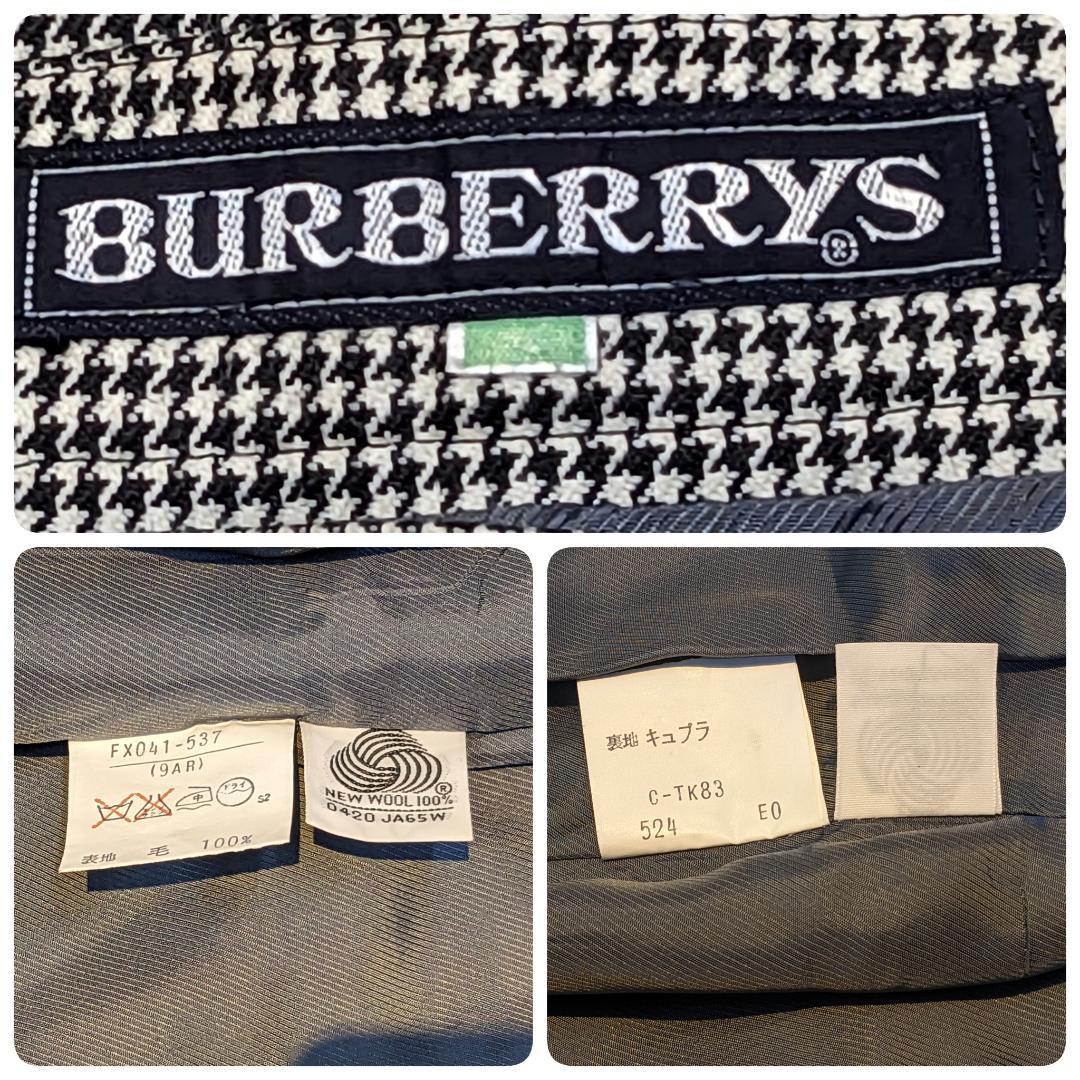 BURBERRYS®
FX041-537
(9AR)
中
ドライ
S2
表地 毛 100%
NEW WOOL 100%®
0420 JA65W
裏地 キュプラ
C-TK83
524 E0